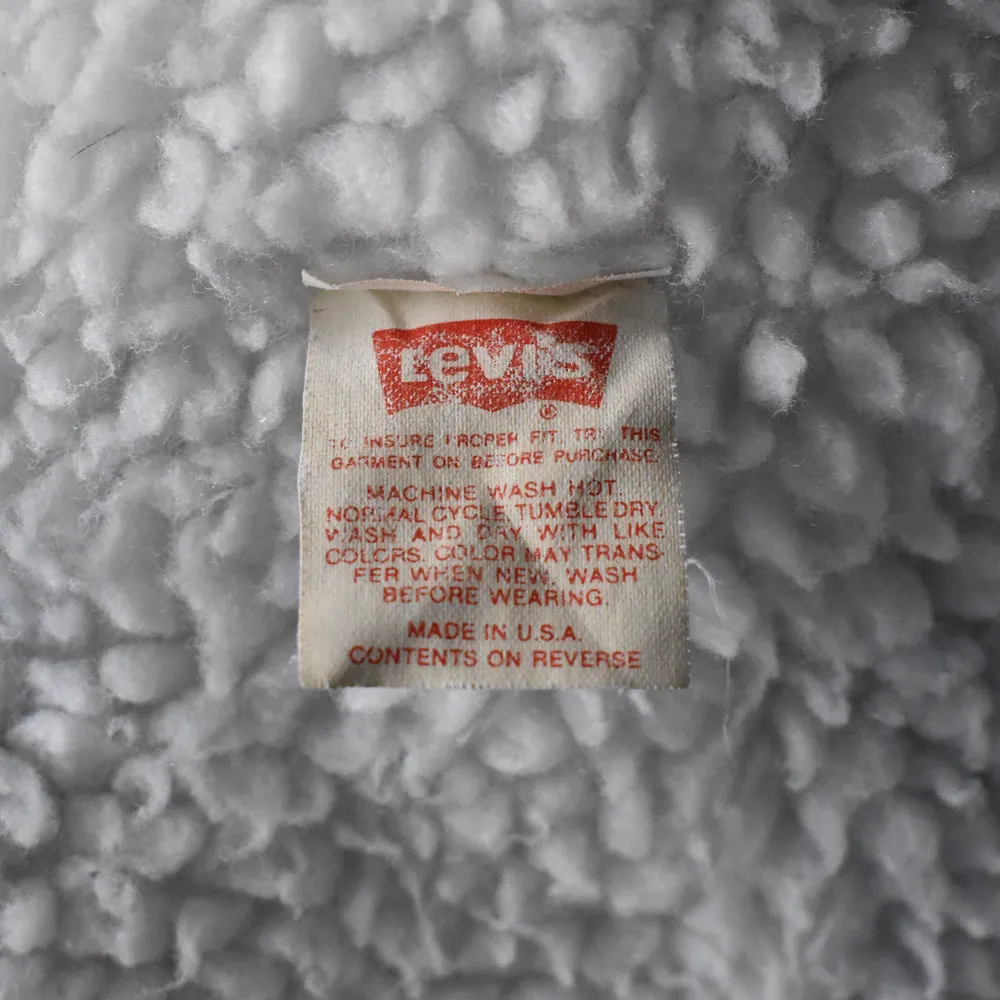 Levi's
®
TO INSURE PROPER FIT, TRY THIS
GARMENT ON BEFORE PURCHASE.
MACHINE WASH HOT,
NORMAL CYCLE TUMBLE DRY.
WASH AND DRY WITH LIKE
COLORS. COLOR MAY TRANS-
FER WHEN NEW. WASH
BEFORE WEARING.
MADE IN U.S.A.
CONTENTS ON REVERSE